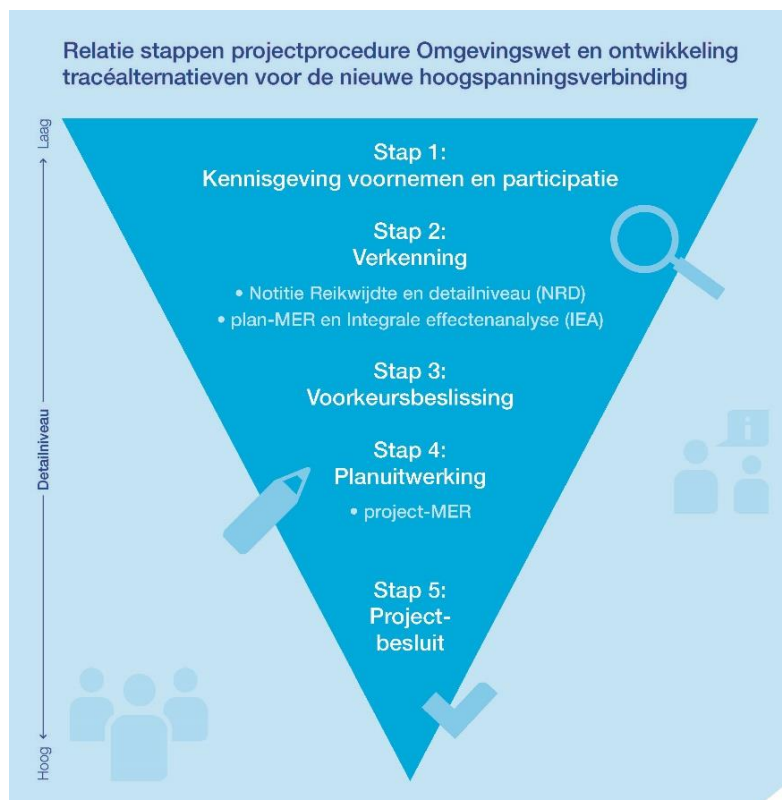 Relatie stappen projectprocedure Omgevingswet en ontwikkeling
tracéalternatieven voor de nieuwe hoogspanningsverbinding
Laag
Detailniveau
Hoog
Stap 1:
Kennisgeving voornemen en participatie
Stap 2:
Verkenning
• Notitie Reikwijdte en detailniveau (NRD)
• plan-MER en Integrale effectenanalyse (IEA)
Stap 3:
Voorkeursbeslissing
Stap 4:
Planuitwerking
• project-MER
Stap 5:
Project-
besluit
i